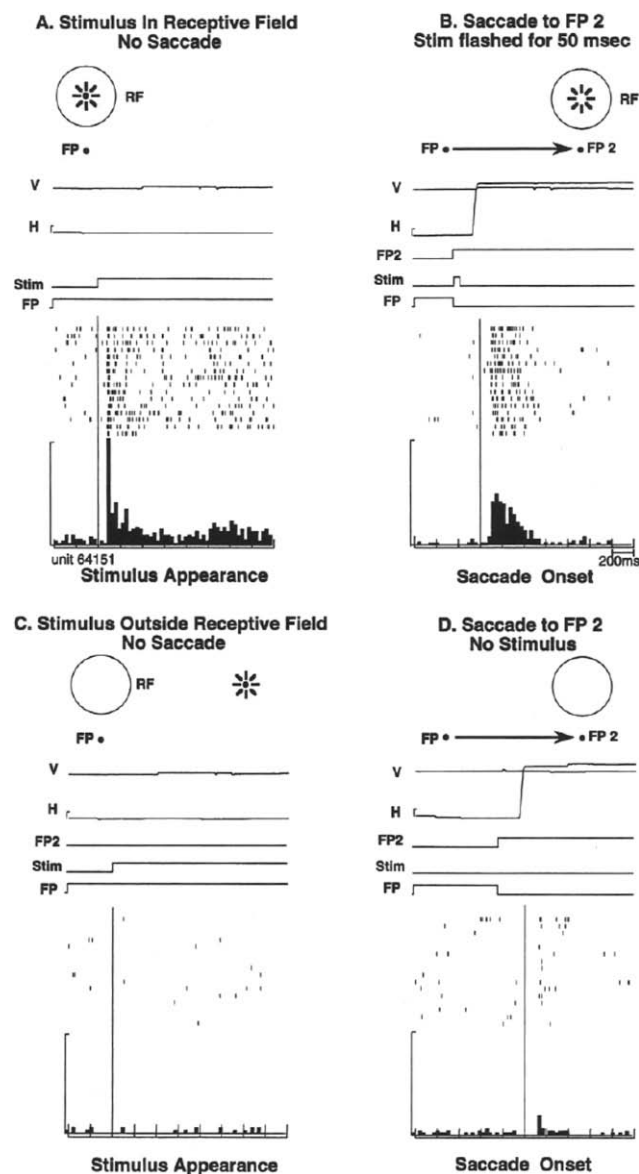 A. Stimulus In Receptive Field
No Saccade
RF
FP
V
H
Stim
FP
unit 64151
Stimulus Appearance
B. Saccade to FP 2
Stim flashed for 50 msec
RF
FP
FP 2
V
H
FP2
Stim
FP
200ms
Saccade Onset
C. Stimulus Outside Receptive Field
No Saccade
RF
FP
V
H
FP2
Stim
FP
Stimulus Appearance
D. Saccade to FP 2
No Stimulus
FP
FP 2
V
H
FP2
Stim
FP
Saccade Onset